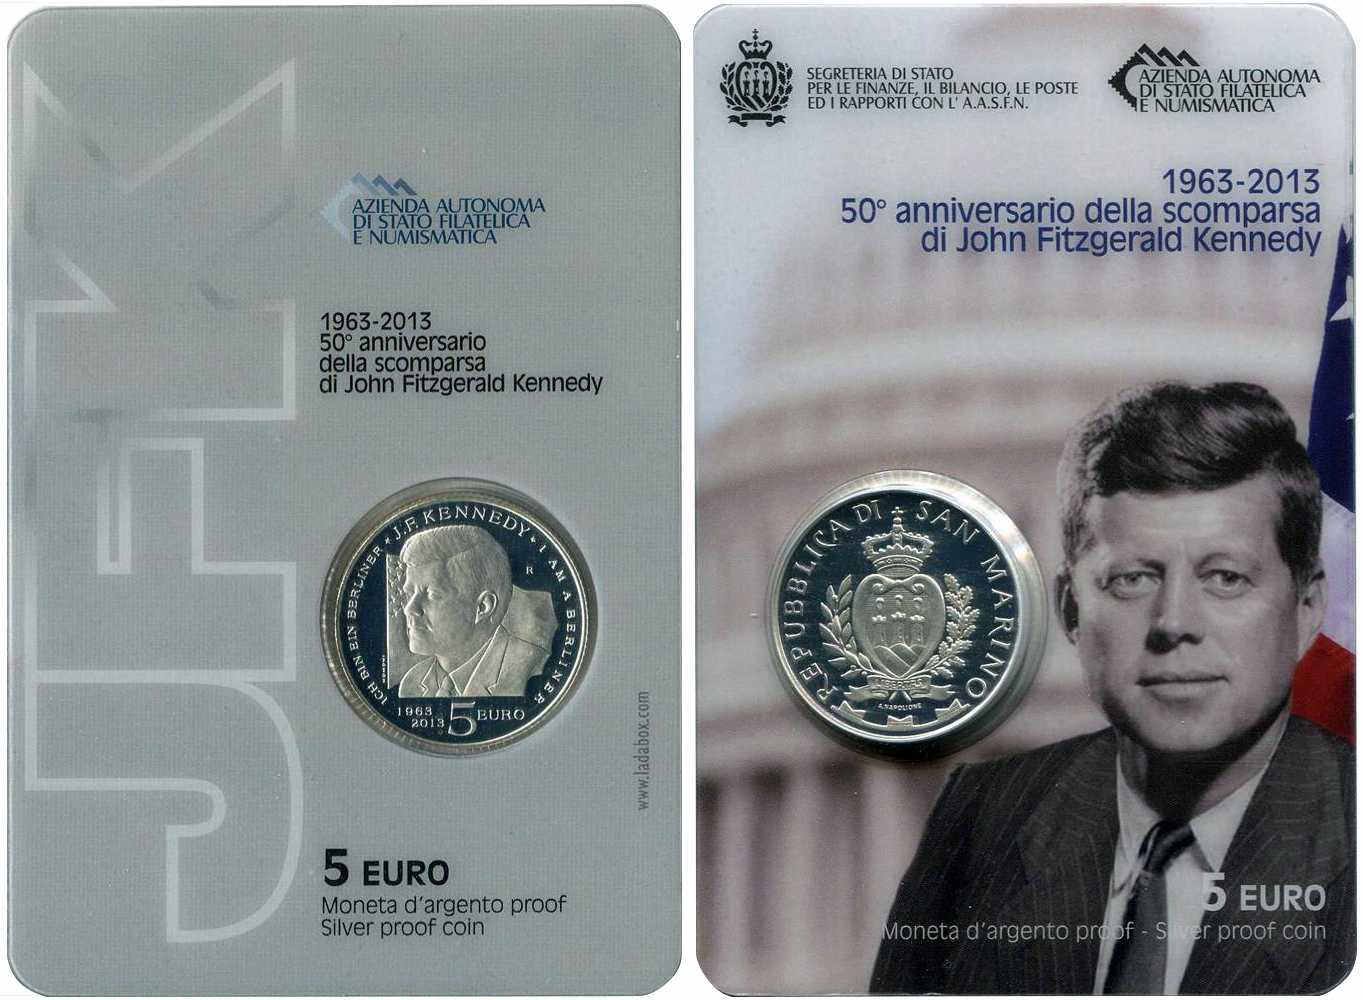 JFK
AZIENDA AUTONOMA
DI STATO FILATELICA
E NUMISMATICA
1963-2013
50° anniversario
della scomparsa
di John Fitzgerald Kennedy
ICH BIN EIN BERLINER * J.F. KENNEDY * I AM A BERLINER
R
1963
2013
5 EURO
www.ladabox.com
5 EURO
Moneta d'argento proof
Silver proof coin
SEGRETERIA DI STATO
PER LE FINANZE, IL BILANCIO, LE POSTE
ED I RAPPORTI CON L' A.A.S.F.N.
AZIENDA AUTONOMA
DI STATO FILATELICA
E NUMISMATICA
1963-2013
50° anniversario della scomparsa
di John Fitzgerald Kennedy
REPUBBLICA DI SAN MARINO
LIBERTAS
A.NAPOLIONE
5 EURO
Moneta d'argento proof - Silver proof coin